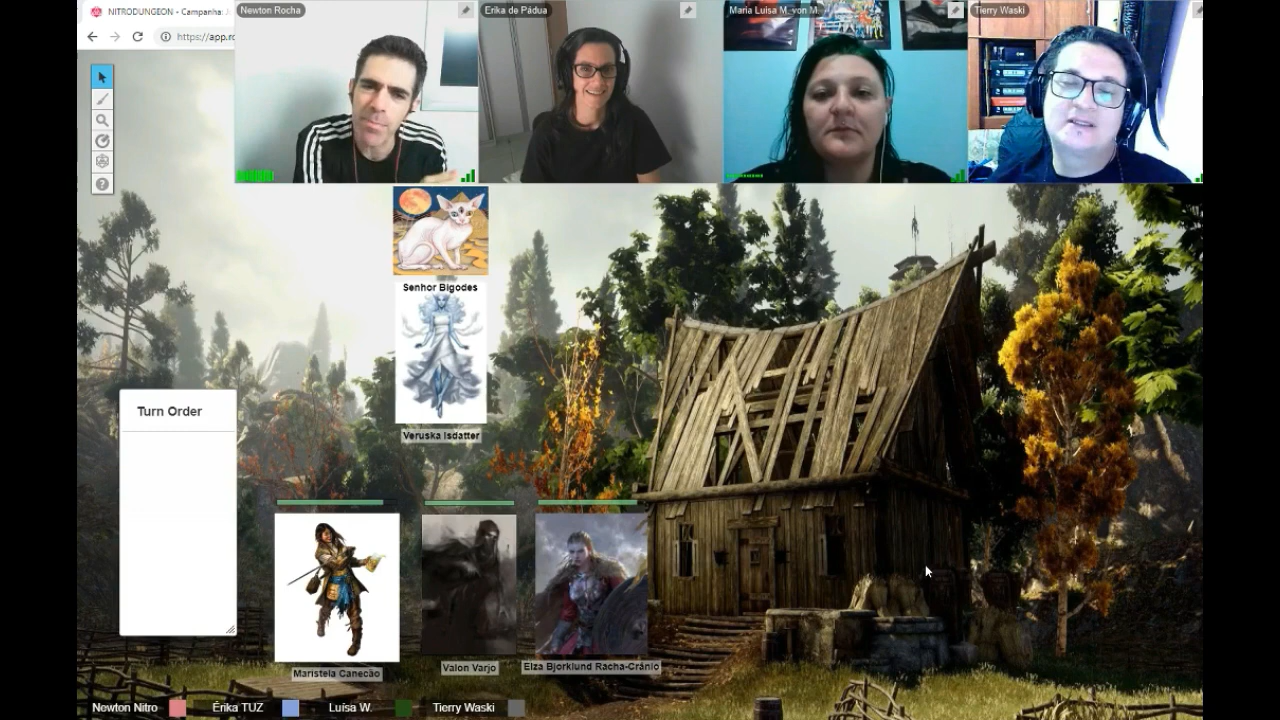 NITRODUNGEON - Campanha:
https://app.ro
Newton Rocha
Erika de Pádua
Maria Luisa M. von M.
Tierry Waski
Senhor Bigodes
Veruska Isdatter
Turn Order
Maristela Canecão
Valon Varjo
Elza Bjorklund Racha-Crânio
Newton Nitro
Érika TUZ
Luísa W.
Tierry Waski